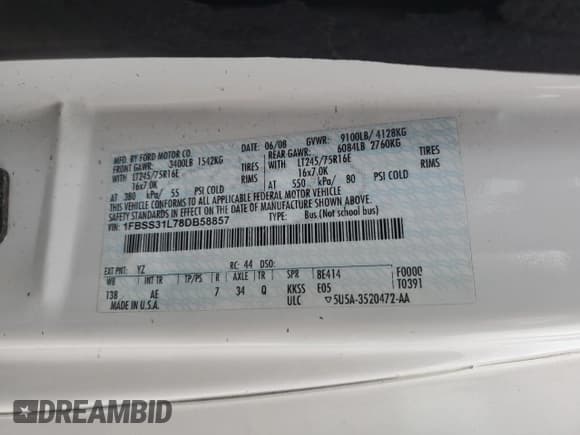 MFD. BY FORD MOTOR CO.
DATE: 06/08 GVWR: 9100LB/ 4128KG
FRONT GAWR: 3400LB 1542KG
REAR GAWR: 6084LB 2760KG
LT245/75R16E TIRES
LT245/75R16E TIRES
16x7.0K RIMS
16x7.0K RIMS
AT 380 kPa/ 55 PSI COLD
AT 550 kPa/ 80 PSI COLD
THIS VEHICLE CONFORMS TO ALL APPLICABLE FEDERAL MOTOR VEHICLE
SAFETY STANDARDS IN EFFECT ON THE DATE OF MANUFACTURE SHOWN ABOVE.
VIN: 1FBSS31L78DB58857
TYPE: Bus(Not school bus)
EXT PNT: YZ RC: 44 DSO:
WB INT TR TP/PS R AXLE TR SPR BE414 F0000
138 AE 7 34 Q KKSS E05 T0391
MADE IN U.S.A. ULC ▽5U5A-3520472-AA
DREAMBID